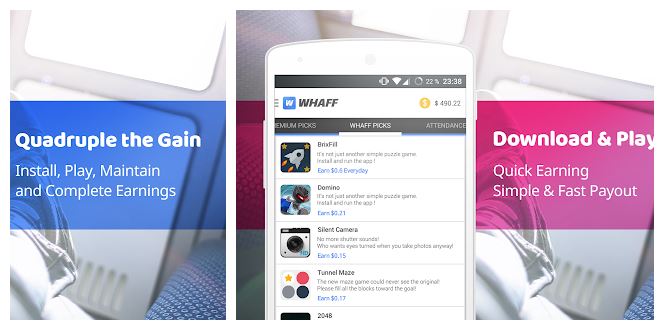 Quadruple the Gain
Install, Play, Maintain
and Complete Earnings
22 % 23:38
W WHAFF
$ $ 490.22
EMIUM PICKS WHAFF PICKS ATTENDANCE
BrixFill
It's not just another simple puzzle game.
Install and run the app !
Earn $0.6 Everyday
Domino
It's not just another simple puzzle game.
Install and run the app !
Earn $0.21
Silent Camera
No more shutter sounds!
Who wants eyes turned when you take photos anyway!
Earn $0.15
Tunnel Maze
The new maze game could never see the original!
Please fill all the blocks toward the goal!
Earn $0.17
2048
Download & Play
Quick Earning
Simple & Fast Payout